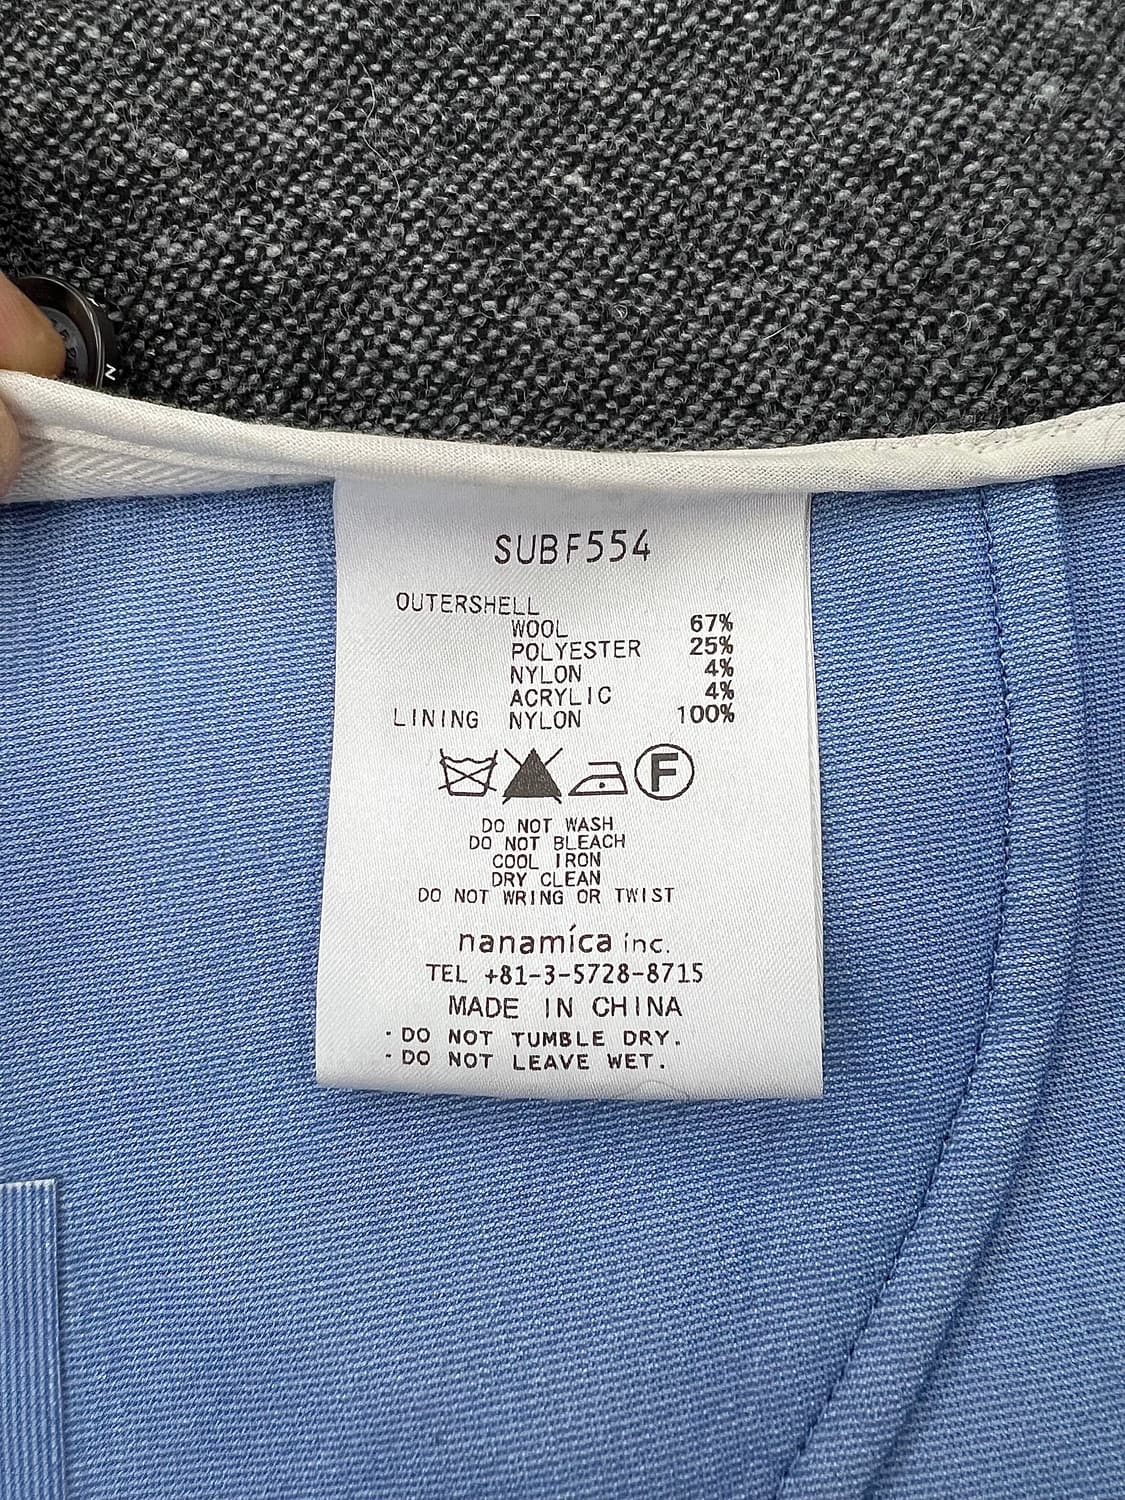 SUBF554
OUTERSHELL
WOOL 67%
POLYESTER 25%
NYLON 4%
ACRYLIC 4%
LINING NYLON 100%
F
DO NOT WASH
DO NOT BLEACH
COOL IRON
DRY CLEAN
DO NOT WRING OR TWIST
nanamíca inc.
TEL +81-3-5728-8715
MADE IN CHINA
·DO NOT TUMBLE DRY.
·DO NOT LEAVE WET.